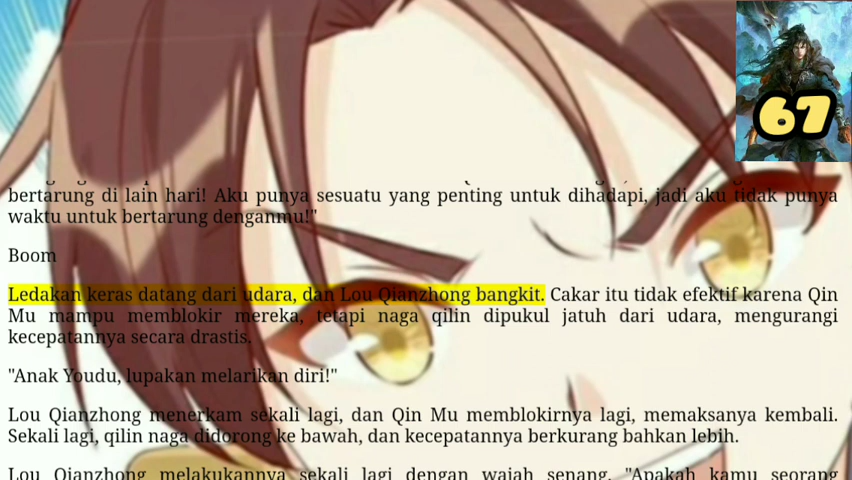 67
bertarung di lain hari! Aku punya sesuatu yang penting untuk dihadapi, jadi aku tidak punya
waktu untuk bertarung denganmu!"
Boom
Ledakan keras datang dari udara, dan Lou Qianzhong bangkit. Cakar itu tidak efektif karena Qin
Mu mampu memblokir mereka, tetapi naga qilin dipukul jatuh dari udara, mengurangi
kecepatannya secara drastis.
"Anak Youdu, lupakan melarikan diri!"
Lou Qianzhong menerkam sekali lagi, dan Qin Mu memblokirnya lagi, memaksanya kembali.
Sekali lagi, qilin naga didorong ke bawah, dan kecepatannya berkurang bahkan lebih.
Lou Qianzhong melakukannya sekali lagi dengan wajah senang. "Apakah kamu seorang